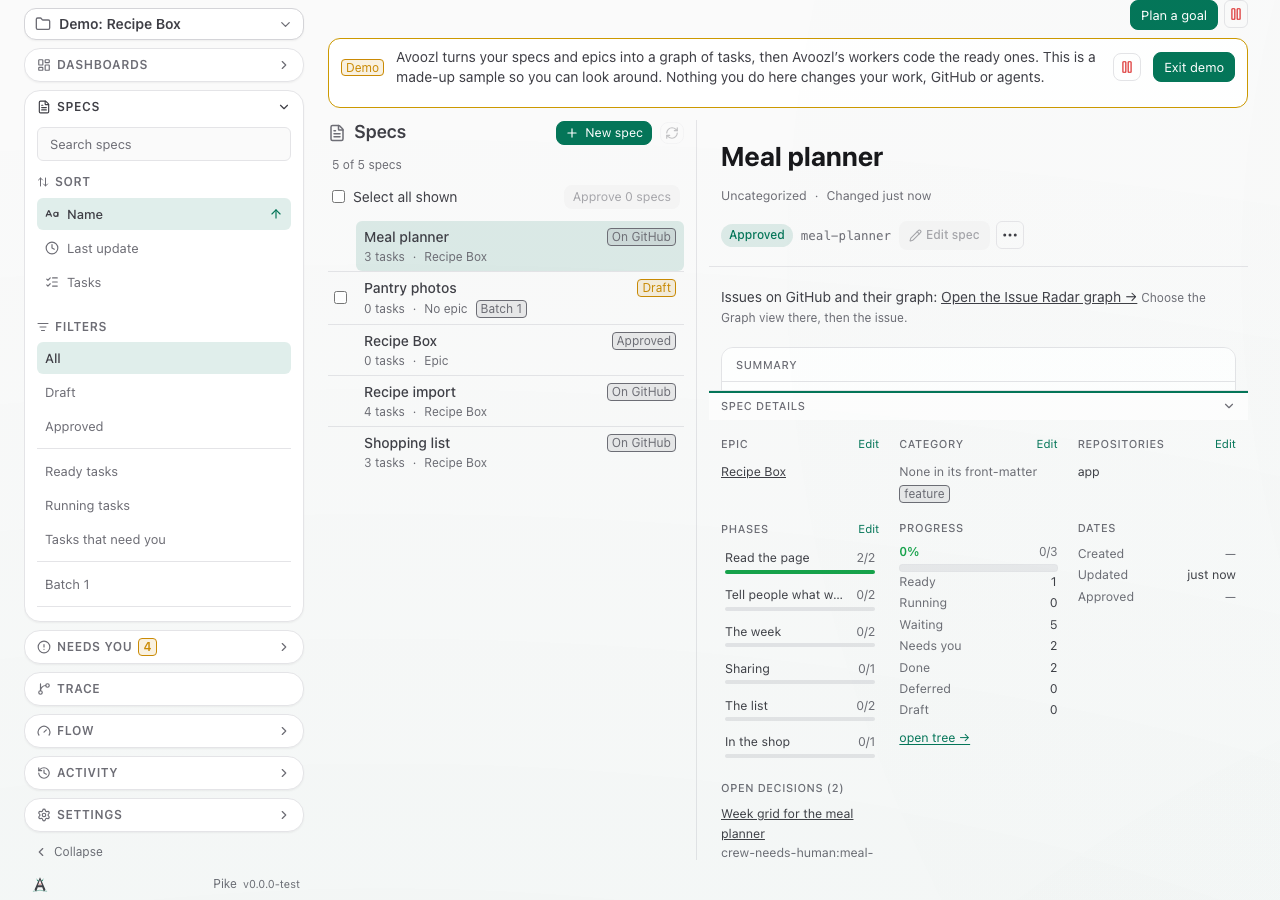 Demo: Recipe Box
DASHBOARDS
SPECS
Search specs
SORT
Aa Name
Last update
Tasks
FILTERS
All
Draft
Approved
Ready tasks
Running tasks
Tasks that need you
Batch 1
NEEDS YOU 4
TRACE
FLOW
ACTIVITY
SETTINGS
Collapse
Pike v0.0.0-test
Plan a goal
Demo
Avoozl turns your specs and epics into a graph of tasks, then Avoozl's workers code the ready ones. This is a
made-up sample so you can look around. Nothing you do here changes your work, GitHub or agents.
Exit demo
Specs
New spec
5 of 5 specs
Select all shown
Approve 0 specs
Meal planner On GitHub
3 tasks · Recipe Box
Pantry photos Draft
0 tasks · No epic Batch 1
Recipe Box Approved
0 tasks · Epic
Recipe import On GitHub
4 tasks · Recipe Box
Shopping list On GitHub
3 tasks · Recipe Box
Meal planner
Uncategorized · Changed just now
Approved meal-planner Edit spec
Issues on GitHub and their graph: Open the Issue Radar graph → Choose the
Graph view there, then the issue.
SUMMARY
SPEC DETAILS
EPIC Edit
Recipe Box
CATEGORY Edit
None in its front-matter
feature
REPOSITORIES Edit
app
PHASES Edit
Read the page 2/2
Tell people what w... 0/2
The week 0/2
Sharing 0/1
The list 0/2
In the shop 0/1
PROGRESS
0% 0/3
Ready 1
Running 0
Waiting 5
Needs you 2
Done 2
Deferred 0
Draft 0
open tree →
DATES
Created —
Updated just now
Approved —
OPEN DECISIONS (2)
Week grid for the meal
planner
crew-needs-human:meal-